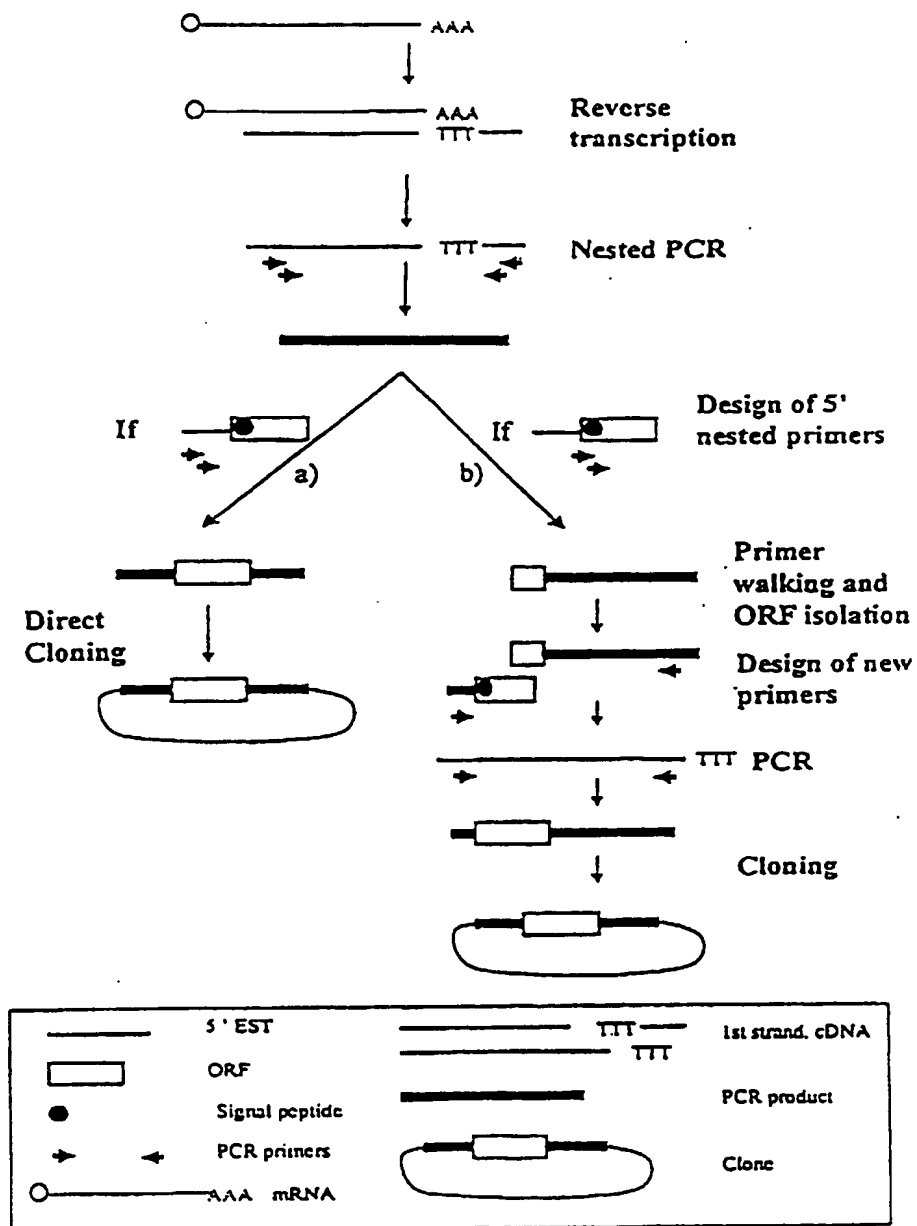 AAA
AAA
TTT
Reverse
transcription
TTT
Nested PCR
If
a)
If
b)
Design of 5'
nested primers
Direct
Cloning
Primer
walking and
ORF isolation
Design of new
primers
TTT PCR
Cloning
5' EST
ORF
Signal peptide
PCR primers
AAA mRNA
TTT
TTT
1st strand. cDNA
PCR product
Clone